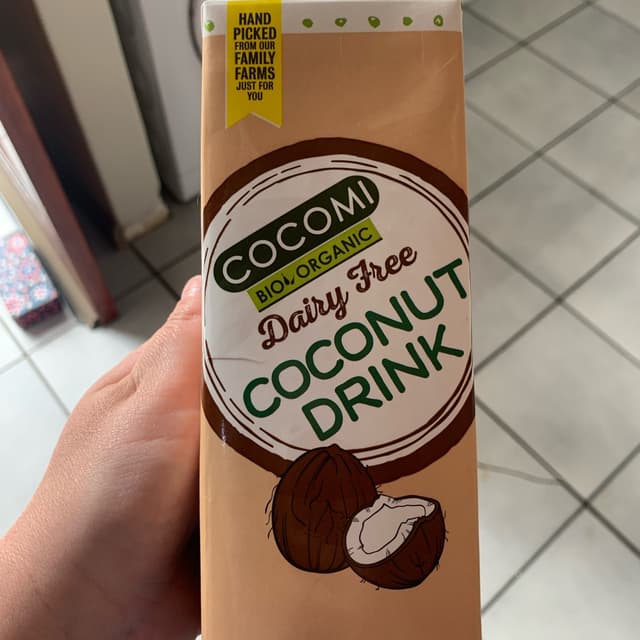 HAND
PICKED
FROM OUR
FAMILY
FARMS
JUST FOR
YOU
COCOMI
BIO ORGANIC
Dairy Free
COCONUT
DRINK